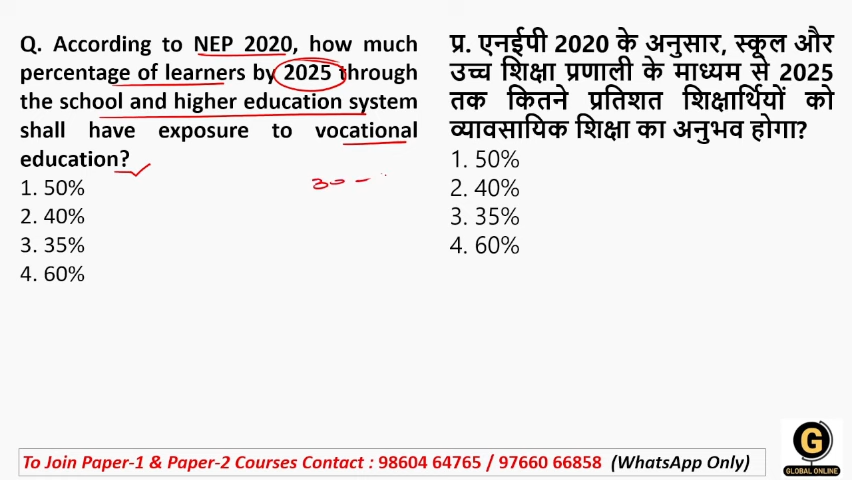 Q. According to NEP 2020, how much
percentage of learners by 2025 through
the school and higher education system
shall have exposure to vocational
education?
1. 50%
2. 40%
3. 35%
4. 60%
30 -
प्र. एनईपी 2020 के अनुसार, स्कूल और
उच्च शिक्षा प्रणाली के माध्यम से 2025
तक कितने प्रतिशत शिक्षार्थियों को
व्यावसायिक शिक्षा का अनुभव होगा?
1. 50%
2. 40%
3. 35%
4. 60%
G
GLOBAL ONLINE
To Join Paper-1 & Paper-2 Courses Contact : 98604 64765 / 97660 66858 (WhatsApp Only)